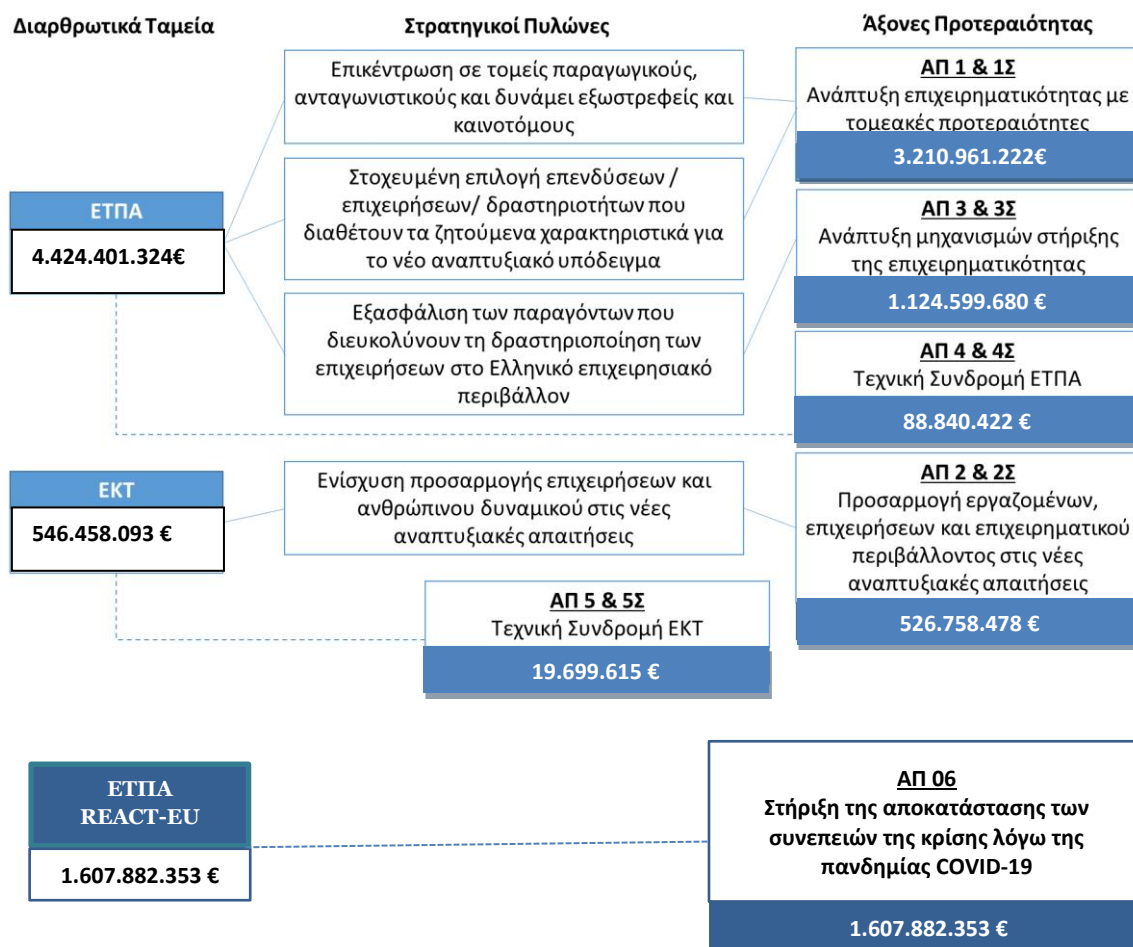 Διαρθρωτικά Ταμεία
Στρατηγικοί Πυλώνες
Άξονες Προτεραιότητας
Επικέντρωση σε τομείς παραγωγικούς,
ανταγωνιστικούς και δυνάμει εξωστρεφείς και
καινοτόμους
ΑΠ 1 & 1Σ
Ανάπτυξη επιχειρηματικότητας με
τομεακές προτεραιότητες
3.210.961.222€
ΕΤΠΑ
4.424.401.324€
Στοχευμένη επιλογή επενδύσεων /
επιχειρήσεων/ δραστηριοτήτων που
διαθέτουν τα ζητούμενα χαρακτηριστικά για
το νέο αναπτυξιακό υπόδειγμα
ΑΠ 3 & 3Σ
Ανάπτυξη μηχανισμών στήριξης
της επιχειρηματικότητας
1.124.599.680 €
Εξασφάλιση των παραγόντων που
διευκολύνουν τη δραστηριοποίηση των
επιχειρήσεων στο Ελληνικό επιχειρησιακό
περιβάλλον
ΑΠ 4 & 4Σ
Τεχνική Συνδρομή ΕΤΠΑ
88.840.422 €
ΕΚΤ
546.458.093 €
Ενίσχυση προσαρμογής επιχειρήσεων και
ανθρώπινου δυναμικού στις νέες
αναπτυξιακές απαιτήσεις
ΑΠ 2 & 2Σ
Προσαρμογή εργαζομένων,
επιχειρήσεων και επιχειρηματικού
περιβάλλοντος στις νέες
αναπτυξιακές απαιτήσεις
526.758.478 €
ΑΠ 5 & 5Σ
Τεχνική Συνδρομή ΕΚΤ
19.699.615 €
ΕΤΠΑ
REACT-EU
1.607.882.353 €
ΑΠ 06
Στήριξη της αποκατάστασης των
συνεπειών της κρίσης λόγω της
πανδημίας COVID-19
1.607.882.353 €